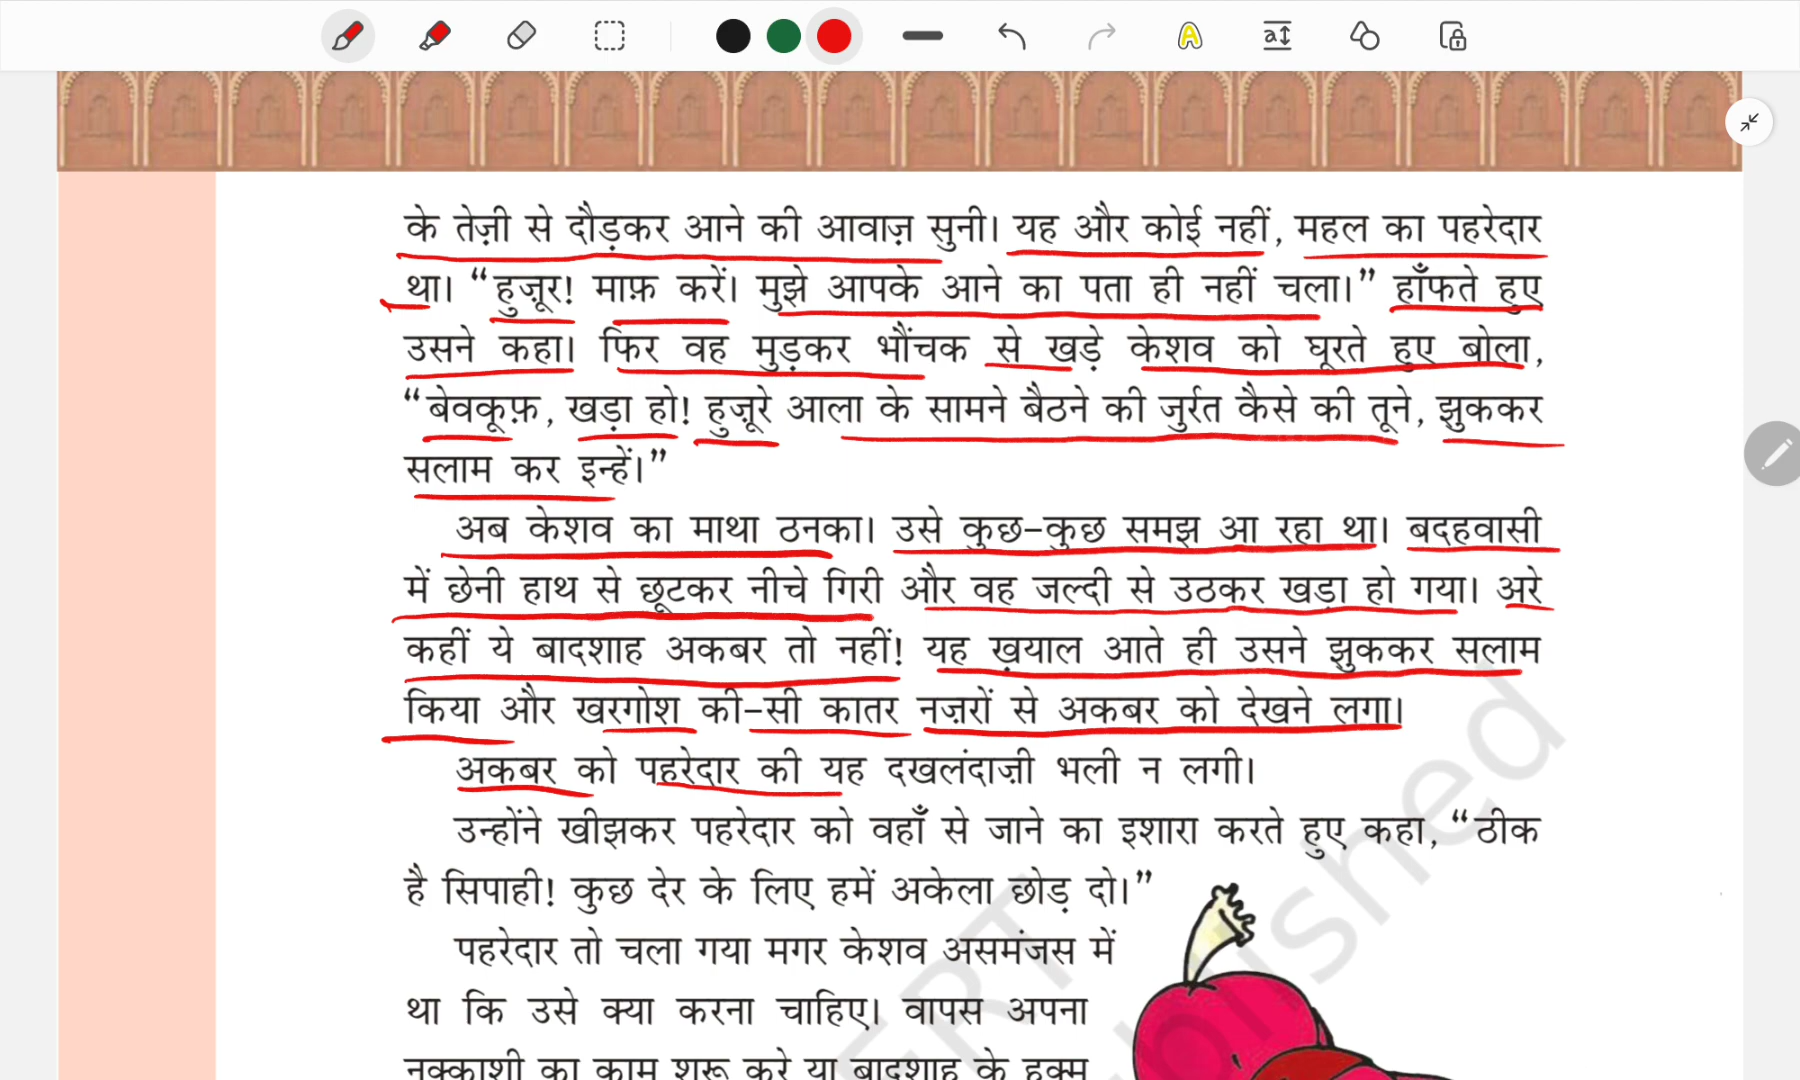 के तेज़ी से दौड़कर आने की आवाज़ सुनी। यह और कोई नहीं, महल का पहरेदार
था। “हुज़ूर! माफ़ करें। मुझे आपके आने का पता ही नहीं चला।” हाँफते हुए
उसने कहा। फिर वह मुड़कर भौंचक से खड़े केशव को घूरते हुए बोला,
“बेवकूफ़, खड़ा हो! हुज़ूरे आला के सामने बैठने की जुर्रत कैसे की तूने, झुककर
सलाम कर इन्हें।”
अब केशव का माथा ठनका। उसे कुछ-कुछ समझ आ रहा था। बदहवासी
में छेनी हाथ से छूटकर नीचे गिरी और वह जल्दी से उठकर खड़ा हो गया। अरे
कहीं ये बादशाह अकबर तो नहीं! यह ख़याल आते ही उसने झुककर सलाम
किया और खरगोश की-सी कातर नज़रों से अकबर को देखने लगा।
अकबर को पहरेदार की यह दखलंदाज़ी भली न लगी।
उन्होंने खीझकर पहरेदार को वहाँ से जाने का इशारा करते हुए कहा, “ठीक
है सिपाही! कुछ देर के लिए हमें अकेला छोड़ दो।”
पहरेदार तो चला गया मगर केशव असमंजस में
था कि उसे क्या करना चाहिए। वापस अपना
नक्काशी का काम शुरू करे या बादशाह के हुक्म